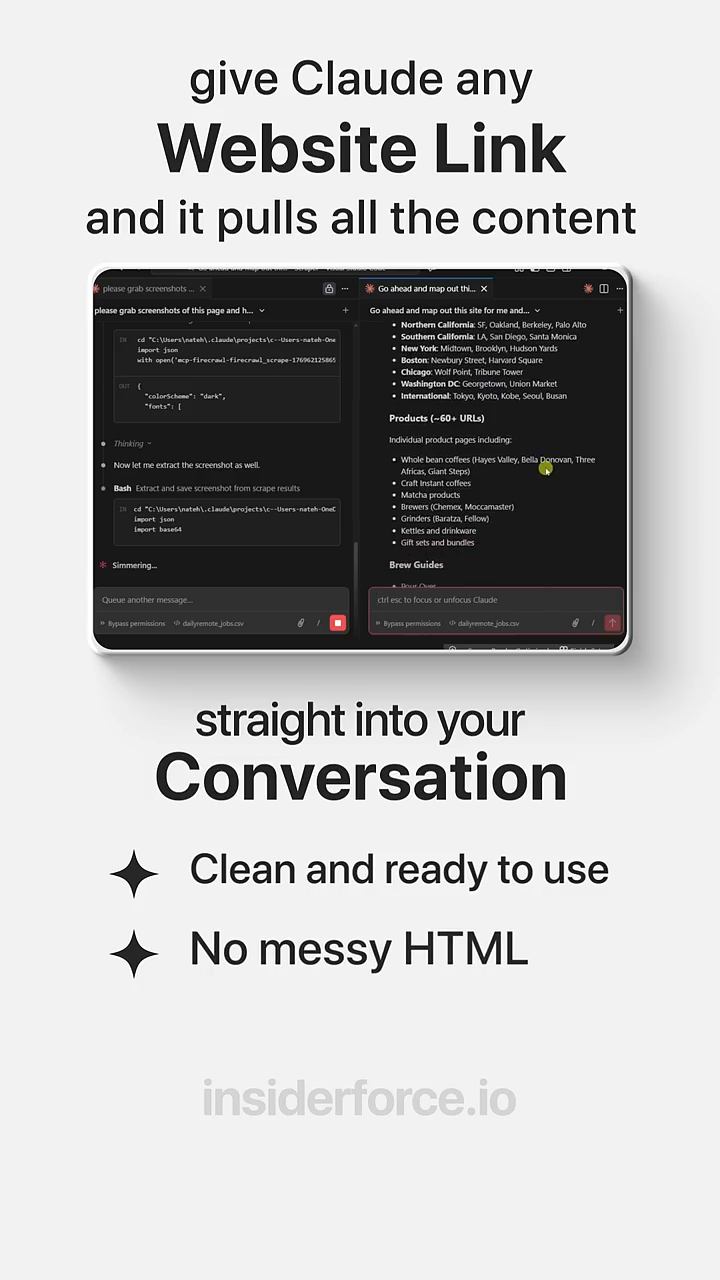 give Claude any
Website Link
and it pulls all the content
please grab screenshots ...
please grab screenshots of this page and h...
IN cd "C:\Users\nateh\.claude\projects\c--Users-nateh-One
import json
with open('mcp-firecrawl-firecrawl_scrape-176962125865
OUT {
"colorScheme": "dark",
"fonts": [
Thinking
Now let me extract the screenshot as well.
Bash Extract and save screenshot from scrape results
IN cd "C:\Users\nateh\.claude\projects\c--Users-nateh-OneD
import json
import base64
Simmering...
Queue another message...
Bypass permissions dailyremote_jobs.csv /
Go ahead and map out thi...
Go ahead and map out this site for me and...
Northern California: SF, Oakland, Berkeley, Palo Alto
Southern California: LA, San Diego, Santa Monica
New York: Midtown, Brooklyn, Hudson Yards
Boston: Newbury Street, Harvard Square
Chicago: Wolf Point, Tribune Tower
Washington DC: Georgetown, Union Market
International: Tokyo, Kyoto, Kobe, Seoul, Busan
Products (~60+ URLs)
Individual product pages including:
Whole bean coffees (Hayes Valley, Bella Donovan, Three
Africas, Giant Steps)
Craft Instant coffees
Matcha products
Brewers (Chemex, Moccamaster)
Grinders (Baratza, Fellow)
Kettles and drinkware
Gift sets and bundles
Brew Guides
Pour Over
ctrl esc to focus or unfocus Claude
Bypass permissions dailyremote_jobs.csv /
straight into your
Conversation
Clean and ready to use
No messy HTML
insiderforce.io